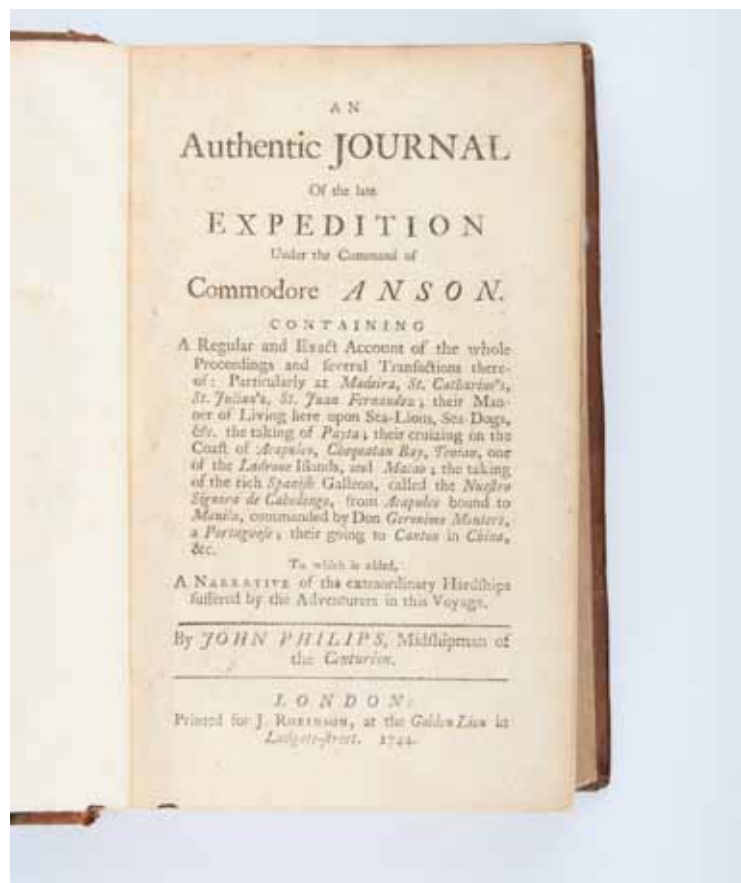 AN
Authentic JOURNAL
Of the late
EXPEDITION
Under the Command of
Commodore ANSON.
CONTAINING
A Regular and Exact Account of the whole
Proceedings and ſeveral Tranſactions there-
of: Particularly at Madeira, St. Catharine's,
St. Julian's, St. Juan Fernandez; their Man-
ner of Living here upon Sea-Lions, Sea-Dogs,
&c. the taking of Payta; their cruizing on the
Coaſt of Acapulco, Chequatan Bay, Tenian, one
of the Ladrone Iſlands, and Macao; the taking
of the rich Spaniſh Galleon, called the Nueſtra
Signora de Cabadonga, from Acapulco bound to
Manila, commanded by Don Geronimo Montero,
a Portugueſe; their going to Canton in China,
&c.
To which is added,
A NARRATIVE of the extraordinary Hardſhips
ſuffered by the Adventurers in this Voyage.
By JOHN PHILIPS, Midſhipman of
the Centurion.
LONDON:
Printed for J. ROBINSON, at the Golden Lion in
Ludgate-ſtreet. 1744.